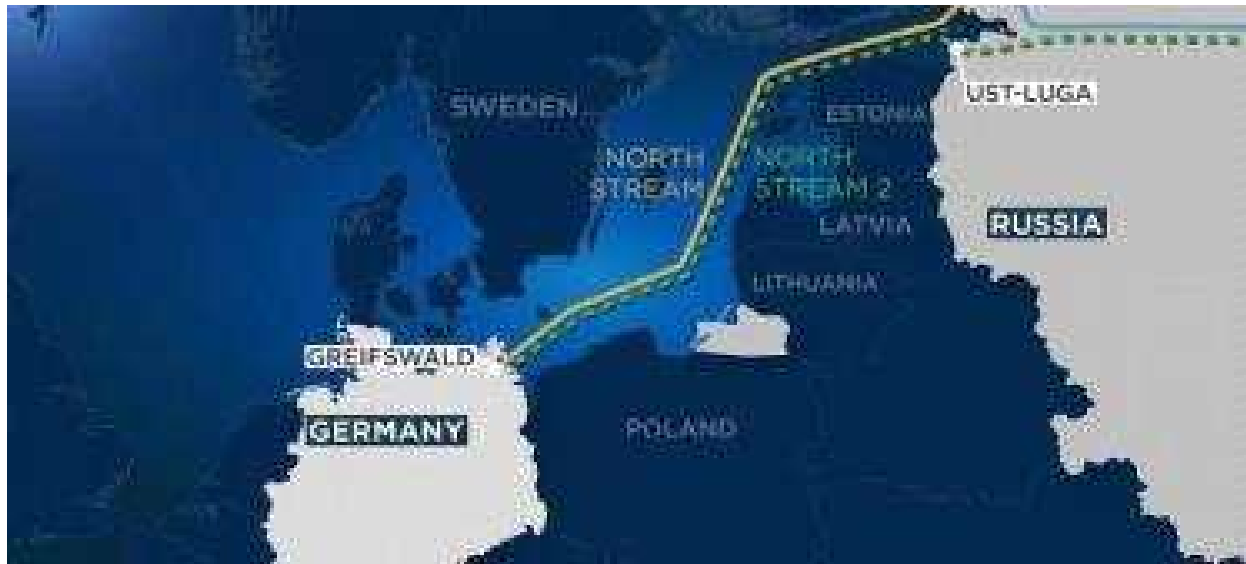 UST-LUGA
SWEDEN
ESTONIA
NORTH
STREAM
NORTH
STREAM 2
LATVIA
RUSSIA
LITHUANIA
GREIFSWALD
GERMANY
POLAND